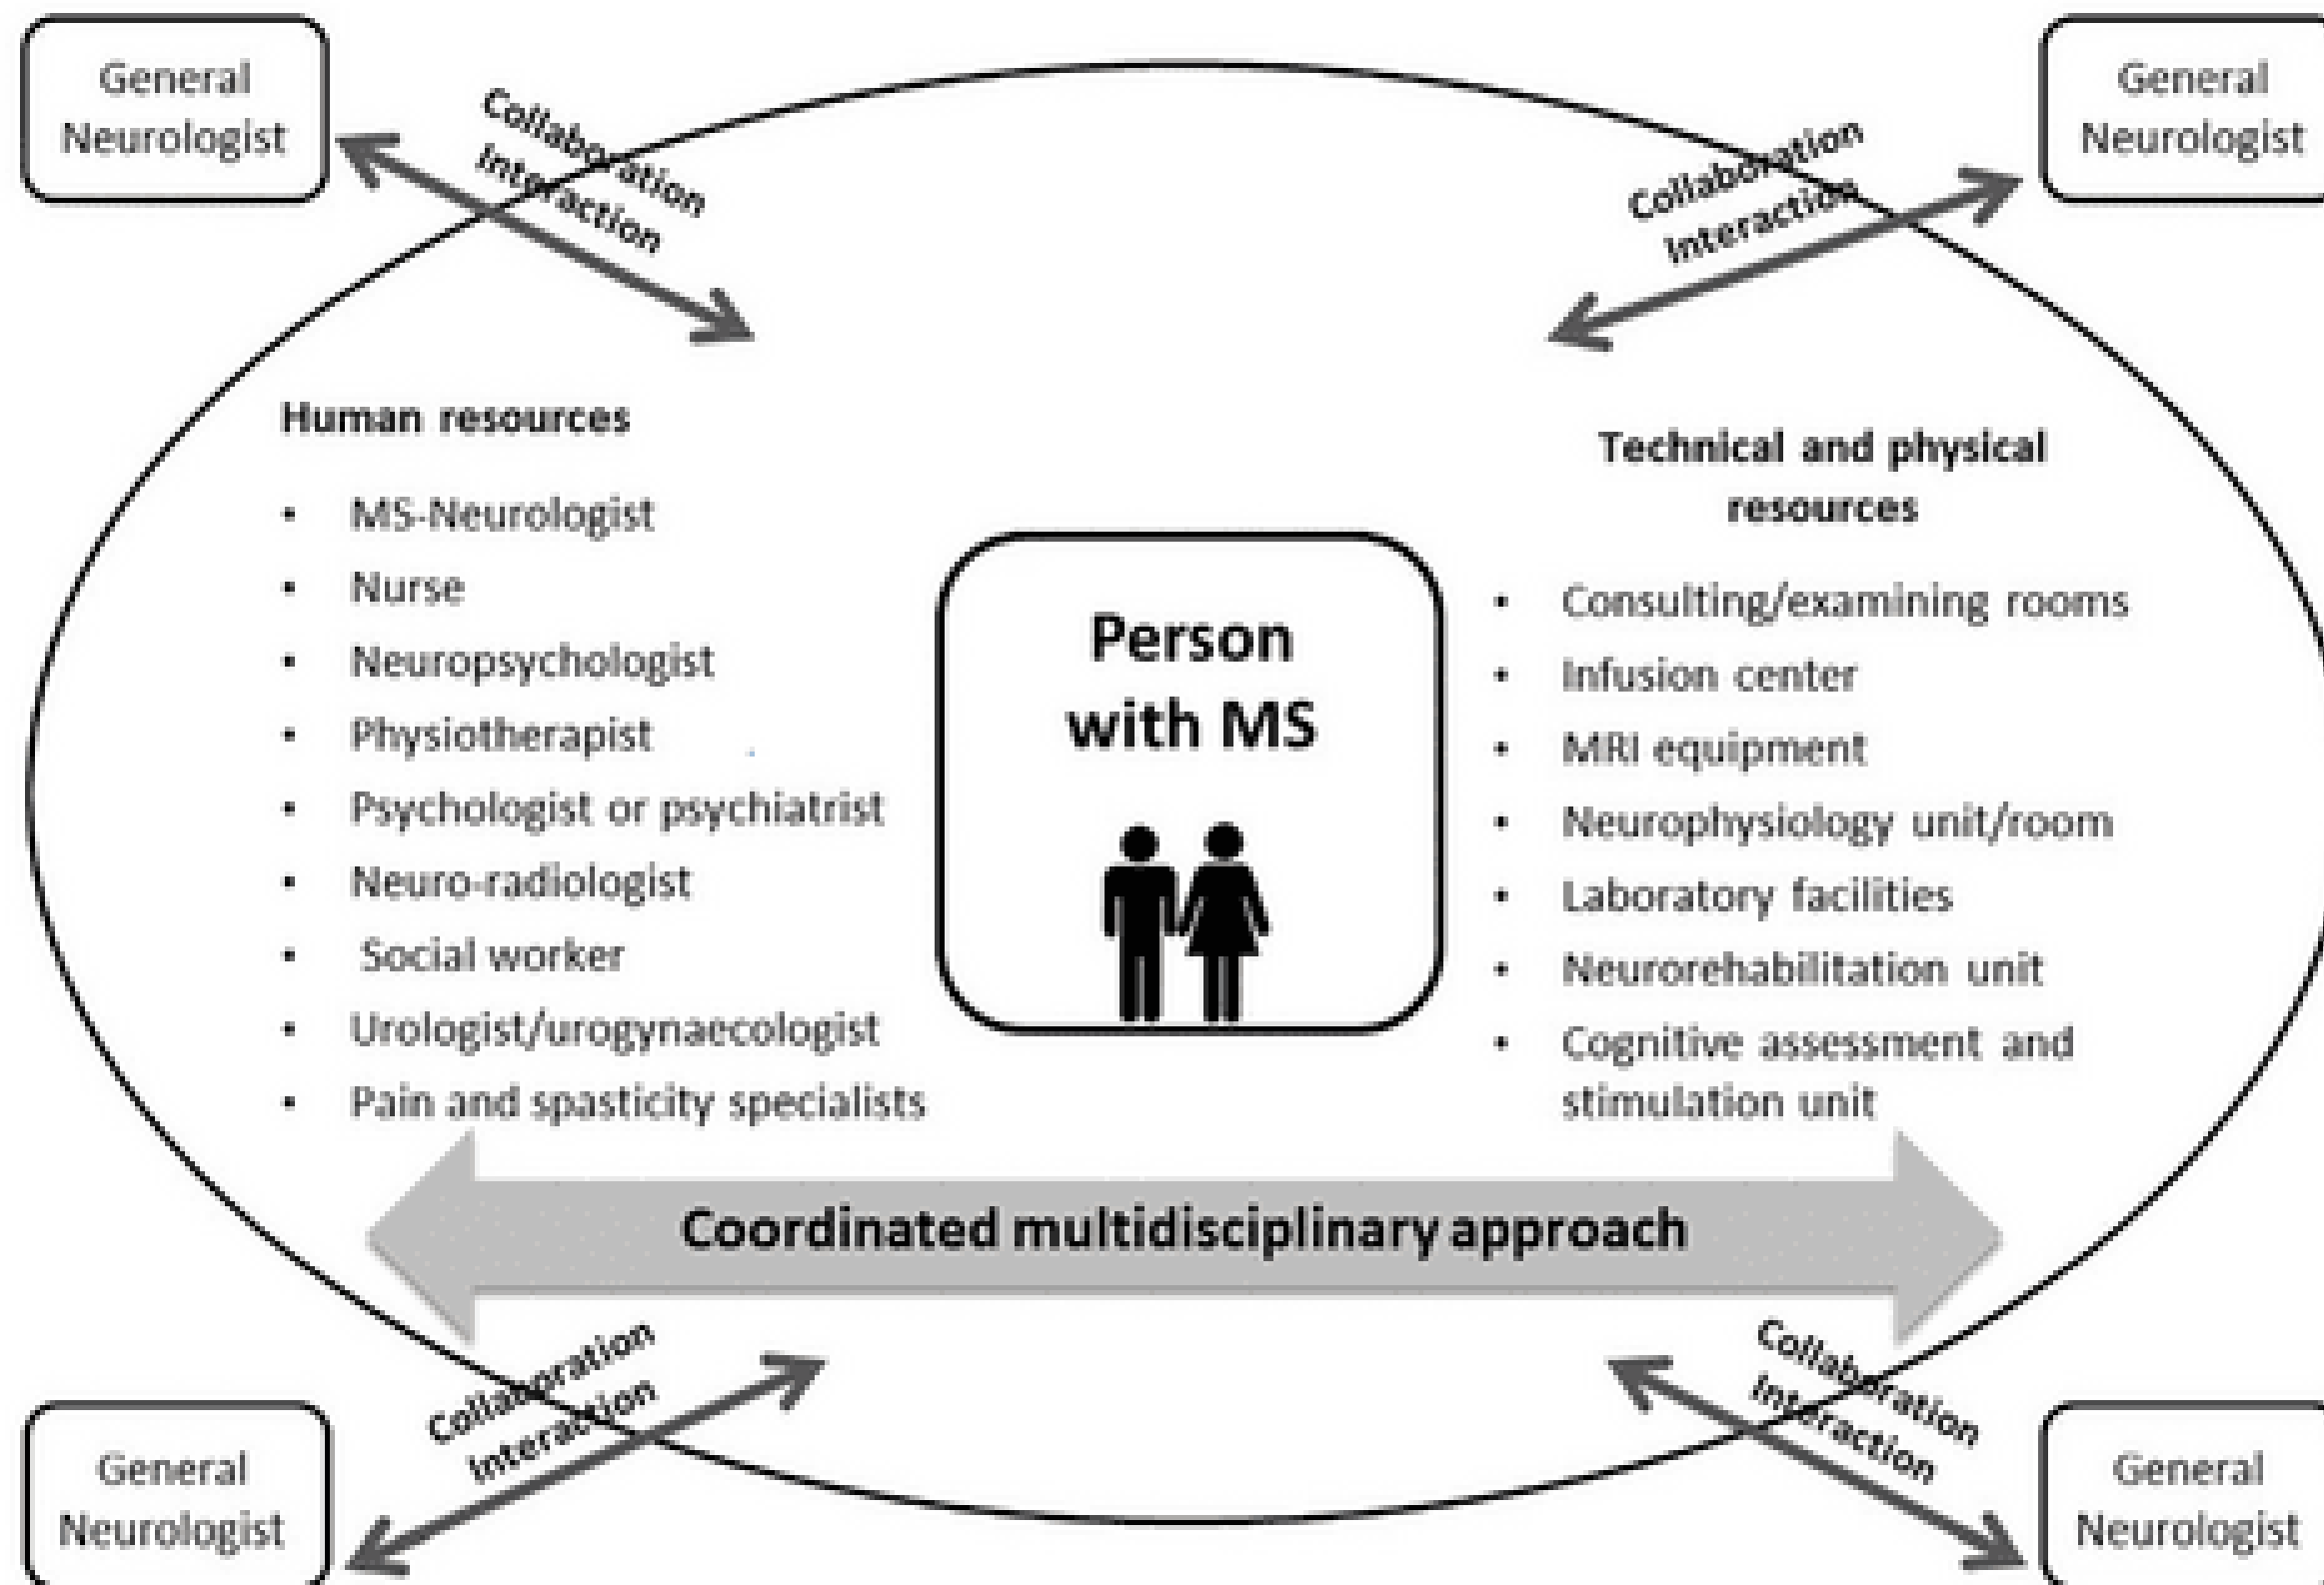 General
Neurologist
General
Neurologist
Collaboration
Interaction
Collaboration
Interaction
Human resources
• MS-Neurologist
• Nurse
• Neuropsychologist
• Physiotherapist
• Psychologist or psychiatrist
• Neuro-radiologist
• Social worker
• Urologist/urogynaecologist
• Pain and spasticity specialists
Person
with MS
Technical and physical
resources
• Consulting/examining rooms
• Infusion center
• MRI equipment
• Neurophysiology unit/room
• Laboratory facilities
• Neurorehabilitation unit
• Cognitive assessment and
stimulation unit
Coordinated multidisciplinary approach
Collaboration
Interaction
Collaboration
Interaction
General
Neurologist
General
Neurologist